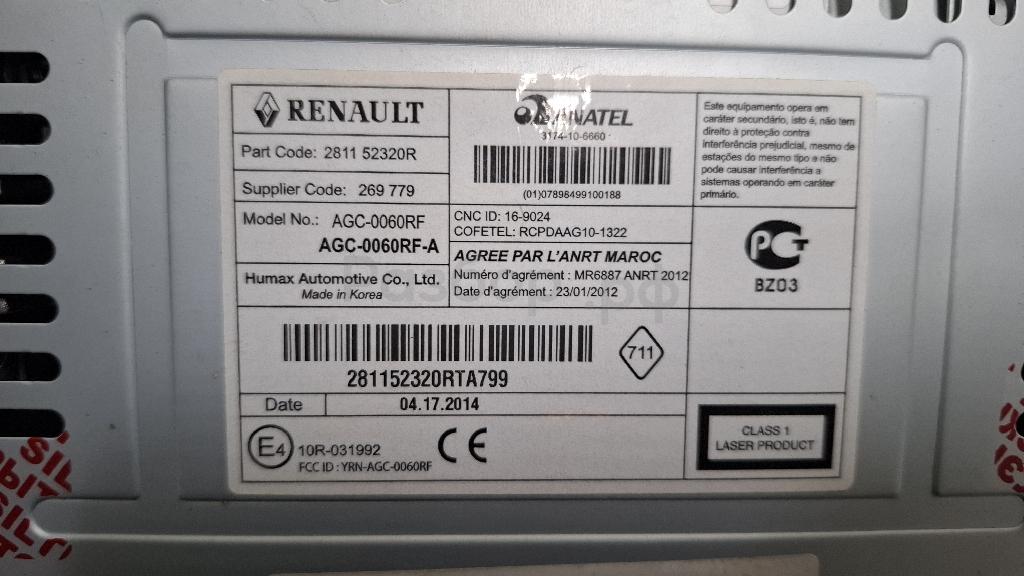 RENAULT
Part Code: 2811 52320R
Supplier Code: 269 779
Model No.: AGC-0060RF
AGC-0060RF-A
Humax Automotive Co., Ltd.
Made in Korea
ANATEL
3174-10-6660
(01)07898499100188
CNC ID: 16-9024
COFETEL: RCPDAAG10-1322
AGREE PAR L'ANRT MAROC
Numéro d'agrément : MR6887 ANRT 2012
Date d'agrément : 23/01/2012
Este equipamento opera em
caráter secundário, isto é, não tem
direito à proteção contra
interferência prejudicial, mesmo de
estações do mesmo tipo e não
pode causar interferência a
sistemas operando em caráter
primário.
PCT
BZ03
281152320RTA799
711
Date 04.17.2014
E4 10R-031992
FCC ID : YRN-AGC-0060RF
CE
CLASS 1
LASER PRODUCT